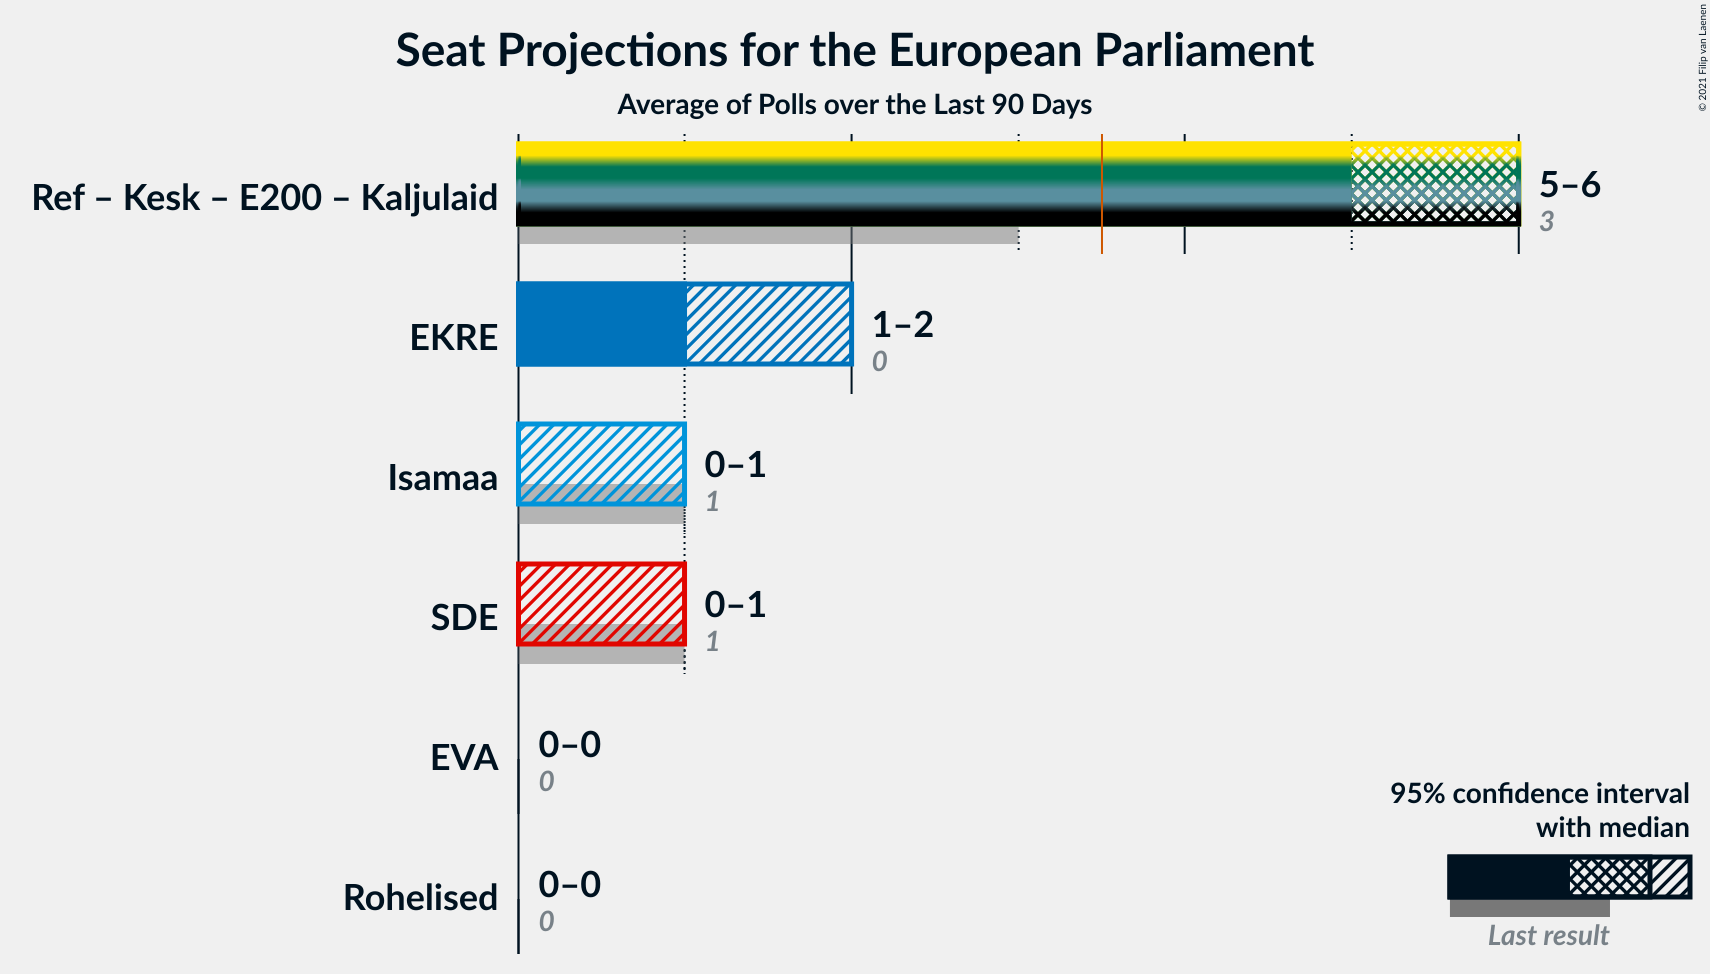 Seat Projections for the European Parliament
Average of Polls over the Last 90 Days
© 2021 Filip van Laenen
Ref – Kesk – E200 – Kaljulaid
5–6
3
EKRE
1–2
0
Isamaa
0–1
1
SDE
0–1
1
EVA
0–0
0
Rohelised
0–0
0
95% confidence interval
with median
Last result